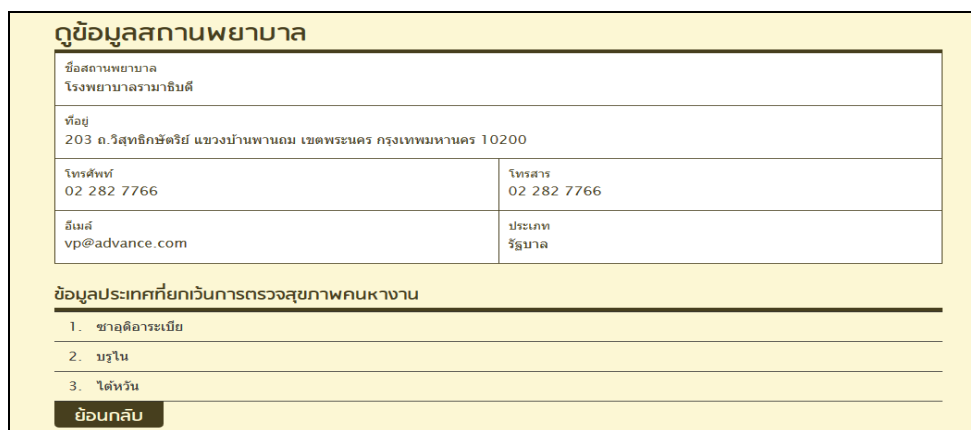 ดูข้อมูลสถานพยาบาล
ชื่อสถานพยาบาล
โรงพยาบาลรามาธิบดี
ที่อยู่
203 ถ.วิสุทธิกษัตริย์ แขวงบ้านพานถม เขตพระนคร กรุงเทพมหานคร 10200
โทรศัพท์
02 282 7766
โทรสาร
02 282 7766
อีเมล์
vp@advance.com
ประเภท
รัฐบาล
ข้อมูลประเทศที่ยกเว้นการตรวจสุขภาพคนหางาน
1. ซาอุดิอาระเบีย
2. บรูไน
3. ไต้หวัน
ย้อนกลับ